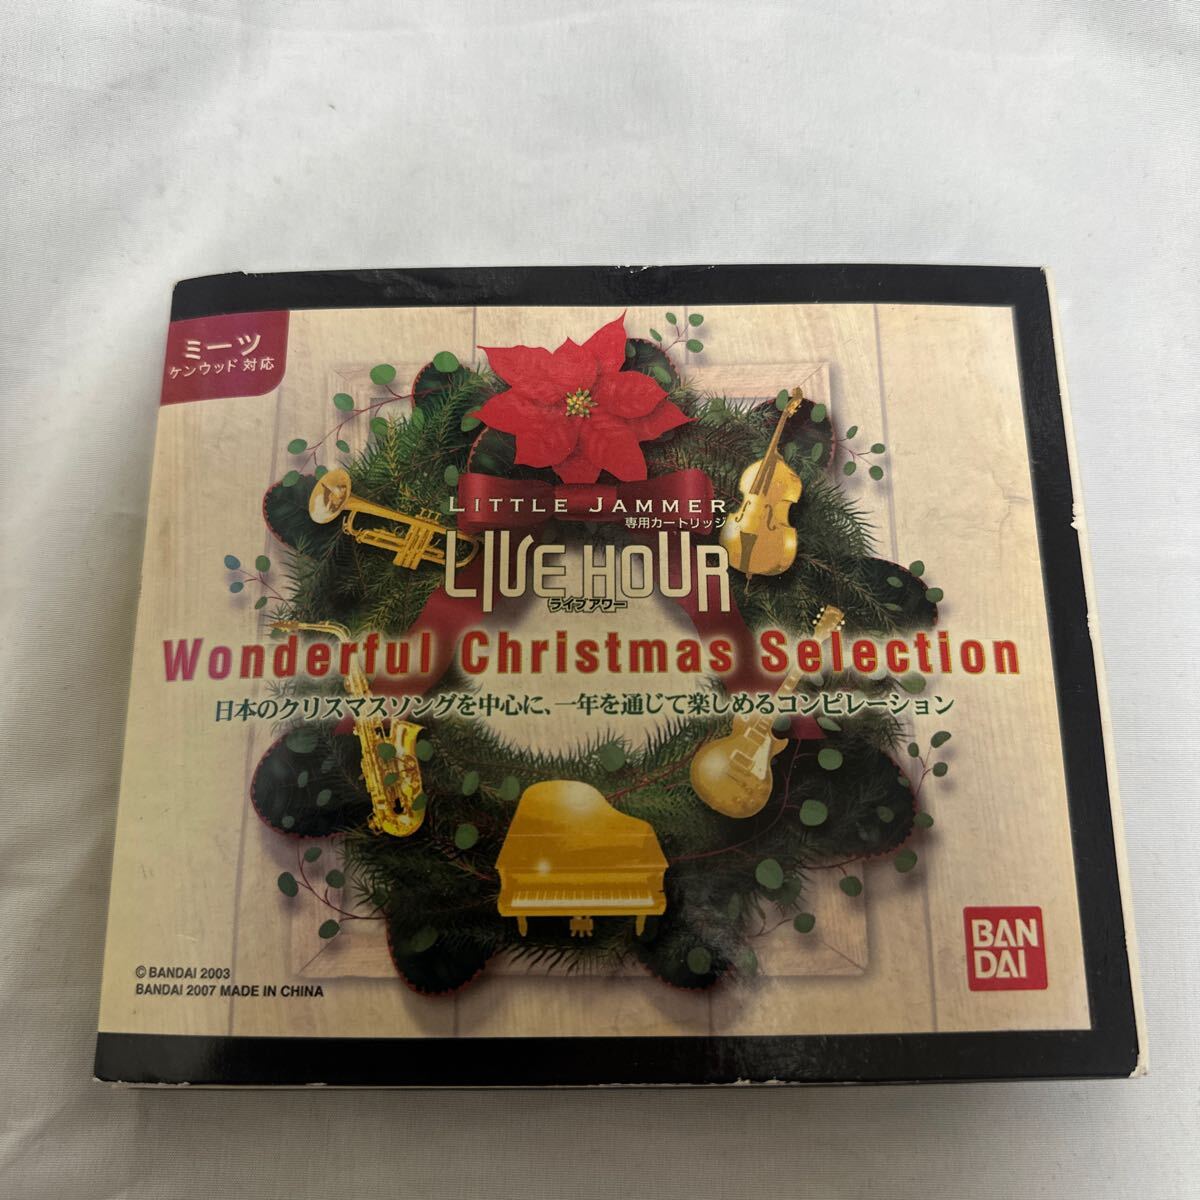 ミーツ
ケンウッド 対応
LITTLE JAMMER
専用カートリッジ
LIVE HOUR
ライブアワー
Wonderful Christmas Selection
日本のクリスマスソングを中心に、一年を通じて楽しめるコンピレーション
© BANDAI 2003
BANDAI 2007 MADE IN CHINA
BAN
DAI